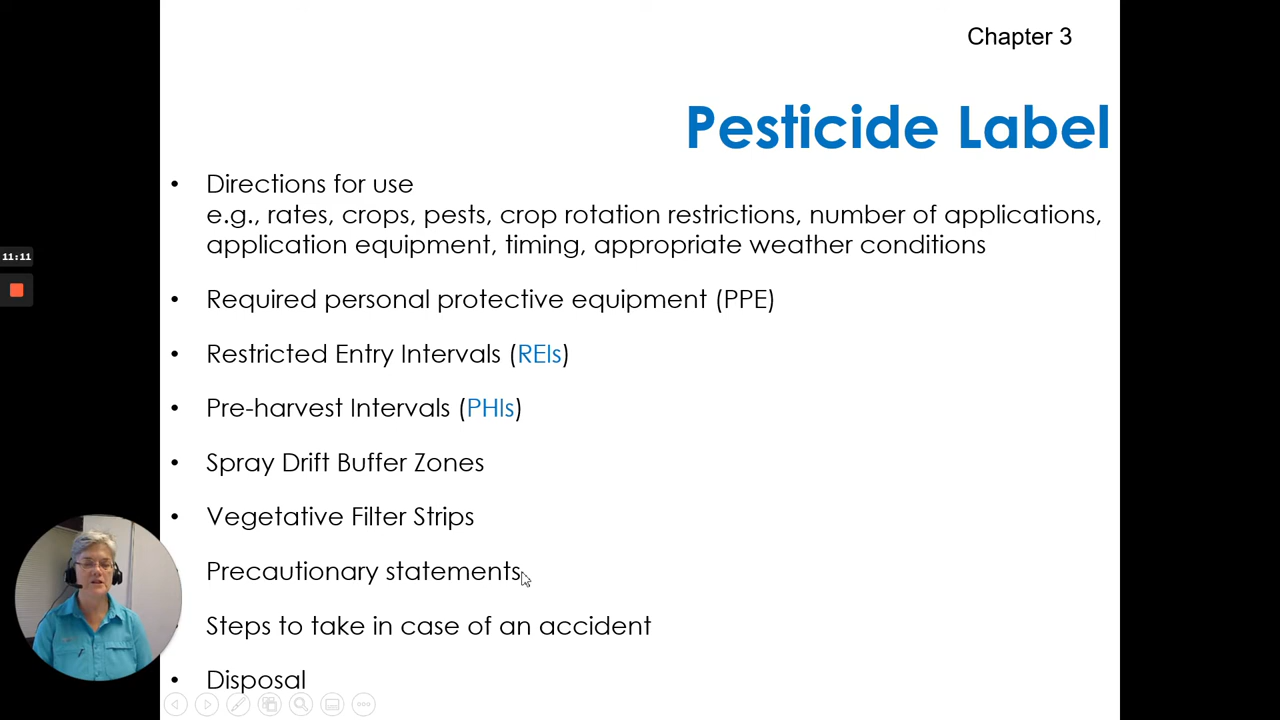 Chapter 3
Pesticide Label
• Directions for use
e.g., rates, crops, pests, crop rotation restrictions, number of applications,
application equipment, timing, appropriate weather conditions
• Required personal protective equipment (PPE)
• Restricted Entry Intervals (REIs)
11:11
• Pre-harvest Intervals (PHIs)
• Spray Drift Buffer Zones
• Vegetative Filter Strips
Precautionary statements
Steps to take in case of an accident
• Disposal